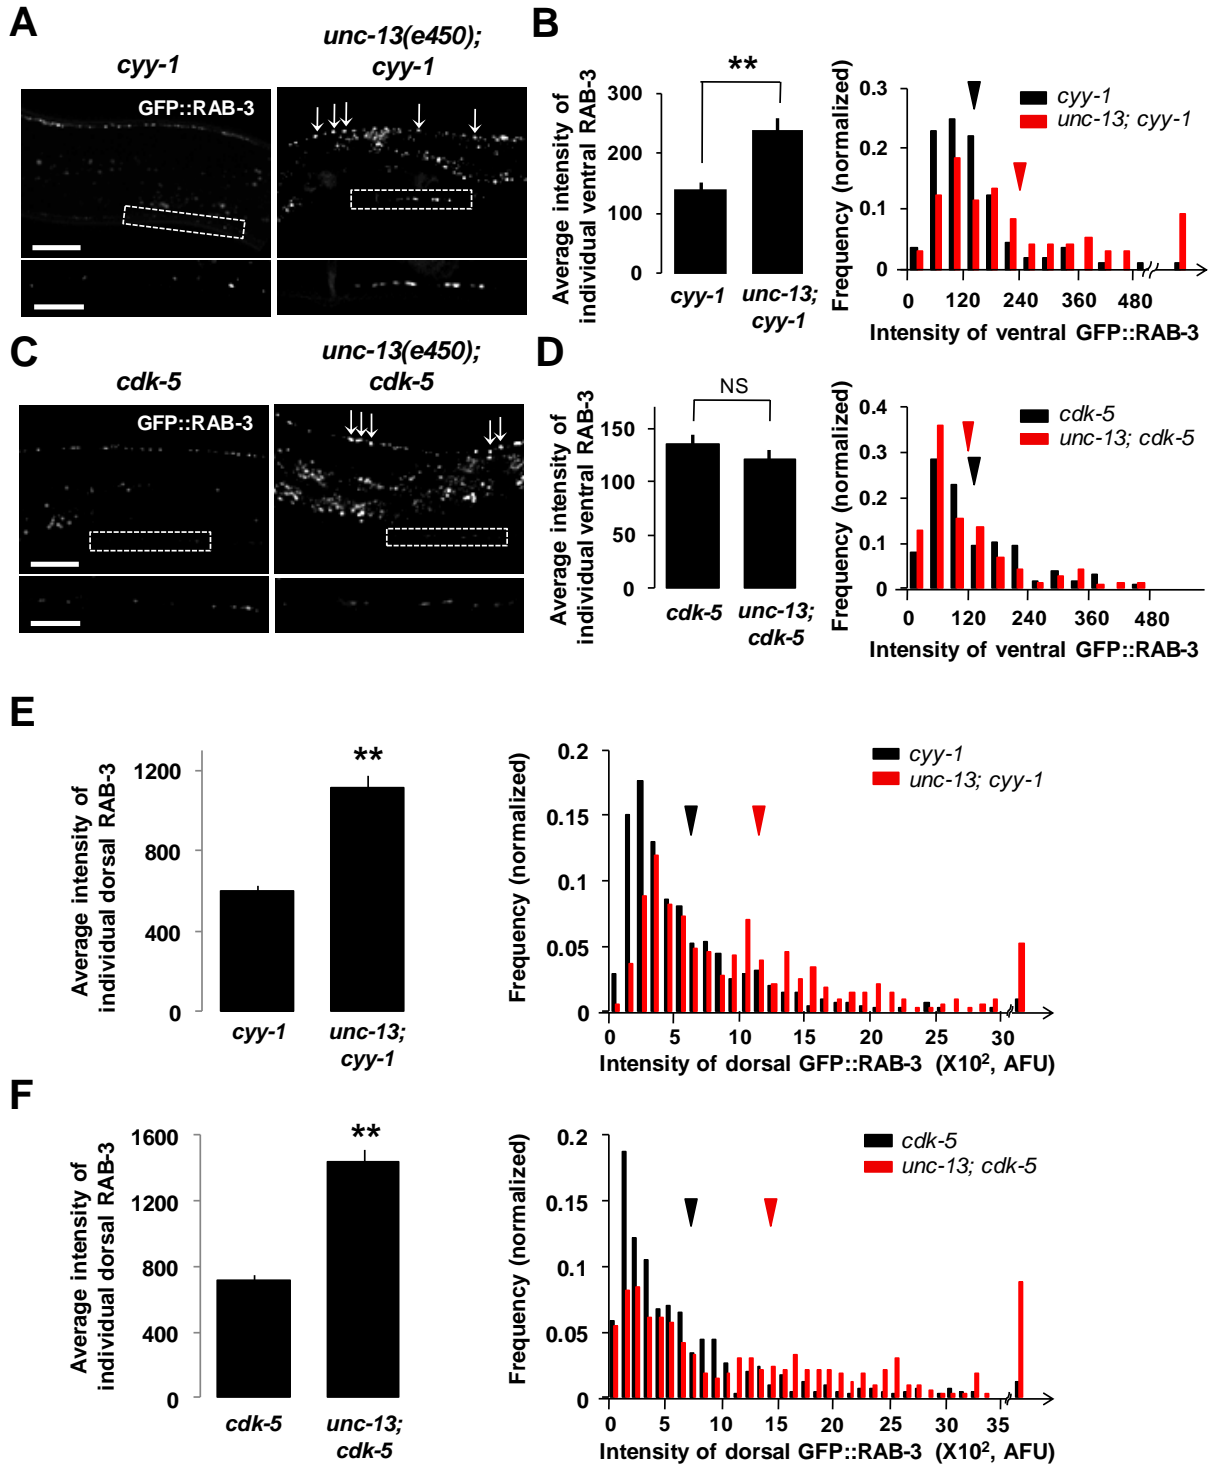 A
cyy-1
unc-13(e450);
cyy-1
GFP::RAB-3
B
Average intensity of
individual ventral RAB-3
300
200
100
0
**
cyy-1
unc-13;
cyy-1
Frequency (normalized)
0.3
0.2
0.1
0
cyy-1
unc-13; cyy-1
0 120 240 360 480
Intensity of ventral GFP::RAB-3
C
cdk-5
unc-13(e450);
cdk-5
GFP::RAB-3
D
Average intensity of
individual ventral RAB-3
150
100
50
0
NS
cdk-5
unc-13;
cdk-5
Frequency (normalized)
0.4
0.3
0.2
0.1
0
cdk-5
unc-13; cdk-5
0 120 240 360 480
Intensity of ventral GFP::RAB-3
E
Average intensity of
individual dorsal RAB-3
1200
800
400
0
**
cyy-1
unc-13;
cyy-1
Frequency (normalized)
0.2
0.15
0.1
0.05
0
cyy-1
unc-13; cyy-1
0 5 10 15 20 25 30
Intensity of dorsal GFP::RAB-3 (X10², AFU)
F
Average intensity of
individual dorsal RAB-3
1600
1200
800
400
0
**
cdk-5
unc-13;
cdk-5
Frequency (normalized)
0.2
0.15
0.1
0.05
0
cdk-5
unc-13; cdk-5
0 5 10 15 20 25 30 35
Intensity of dorsal GFP::RAB-3 (X10², AFU)